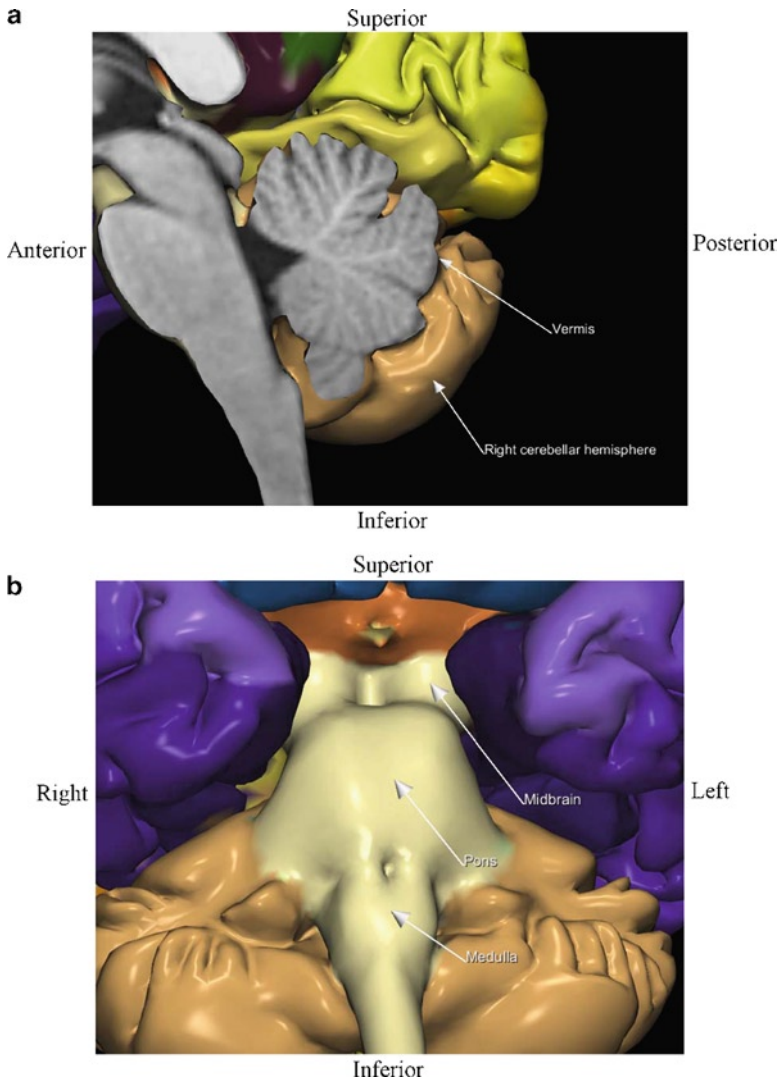 a
Superior
Anterior
Posterior
Vermis
Right cerebellar hemisphere
Inferior
b
Superior
Right
Left
Midbrain
Pons
Medulla
Inferior